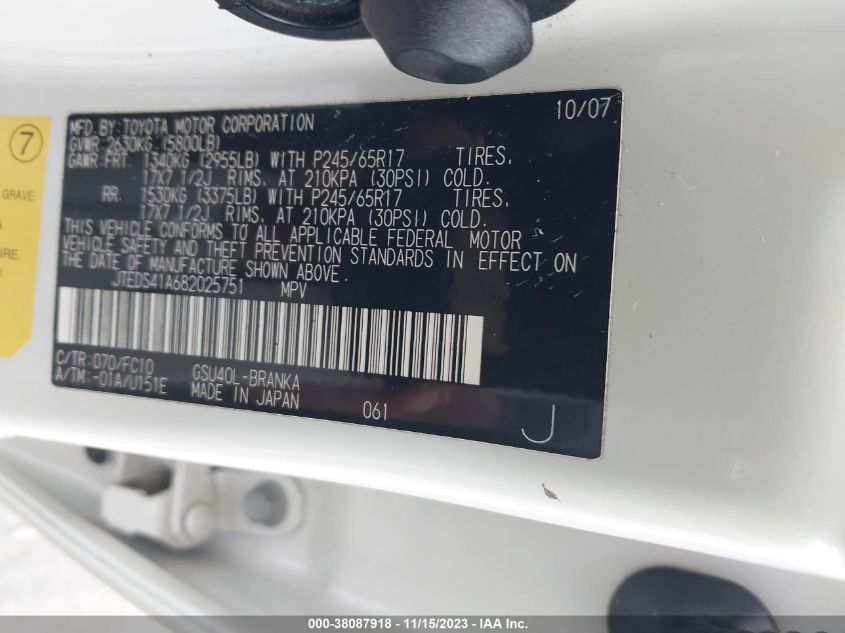 10/07
MFD.BY:TOYOTA MOTOR CORPORATION
GVWR:2630KG (5800LB)
GAWR:FRT. 1340KG (2955LB) WITH P245/65R17 TIRES,
17X7 1/2J RIMS, AT 210KPA (30PSI) COLD.
RR. 1530KG (3375LB) WITH P245/65R17 TIRES,
17X7 1/2J RIMS, AT 210KPA (30PSI) COLD.
THIS VEHICLE CONFORMS TO ALL APPLICABLE FEDERAL MOTOR
VEHICLE SAFETY AND THEFT PREVENTION STANDARDS IN EFFECT ON
THE DATE OF MANUFACTURE SHOWN ABOVE.
JTEDS41A682025751 MPV
C/TR:070/FC10 GSU40L-BRANKA
A/TM:-01A/U151E MADE IN JAPAN
061
J
7
GRAVE
000-38087918 - 11/15/2023 - IAA Inc.